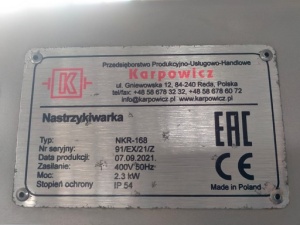 Przedsiębiorstwo Produkcyjno-Usługowo-Handlowe
K
Karpowicz
ul. Gniewowska 12, 84-240 Reda, Polska
tel/fax +48 58 678 32 32, +48 58 678 60 72
info@karpowicz.pl www.karpowicz.pl
Nastrzykiwarka
Typ: NKR-168
Nr seryjny: 91/EX/21/Z
Data produkcji: 07.09.2021.
Zasilanie: 400V 50Hz
Moc: 2.3 kW
Stopień ochrony IP 54
EAC
CE
Made in Poland